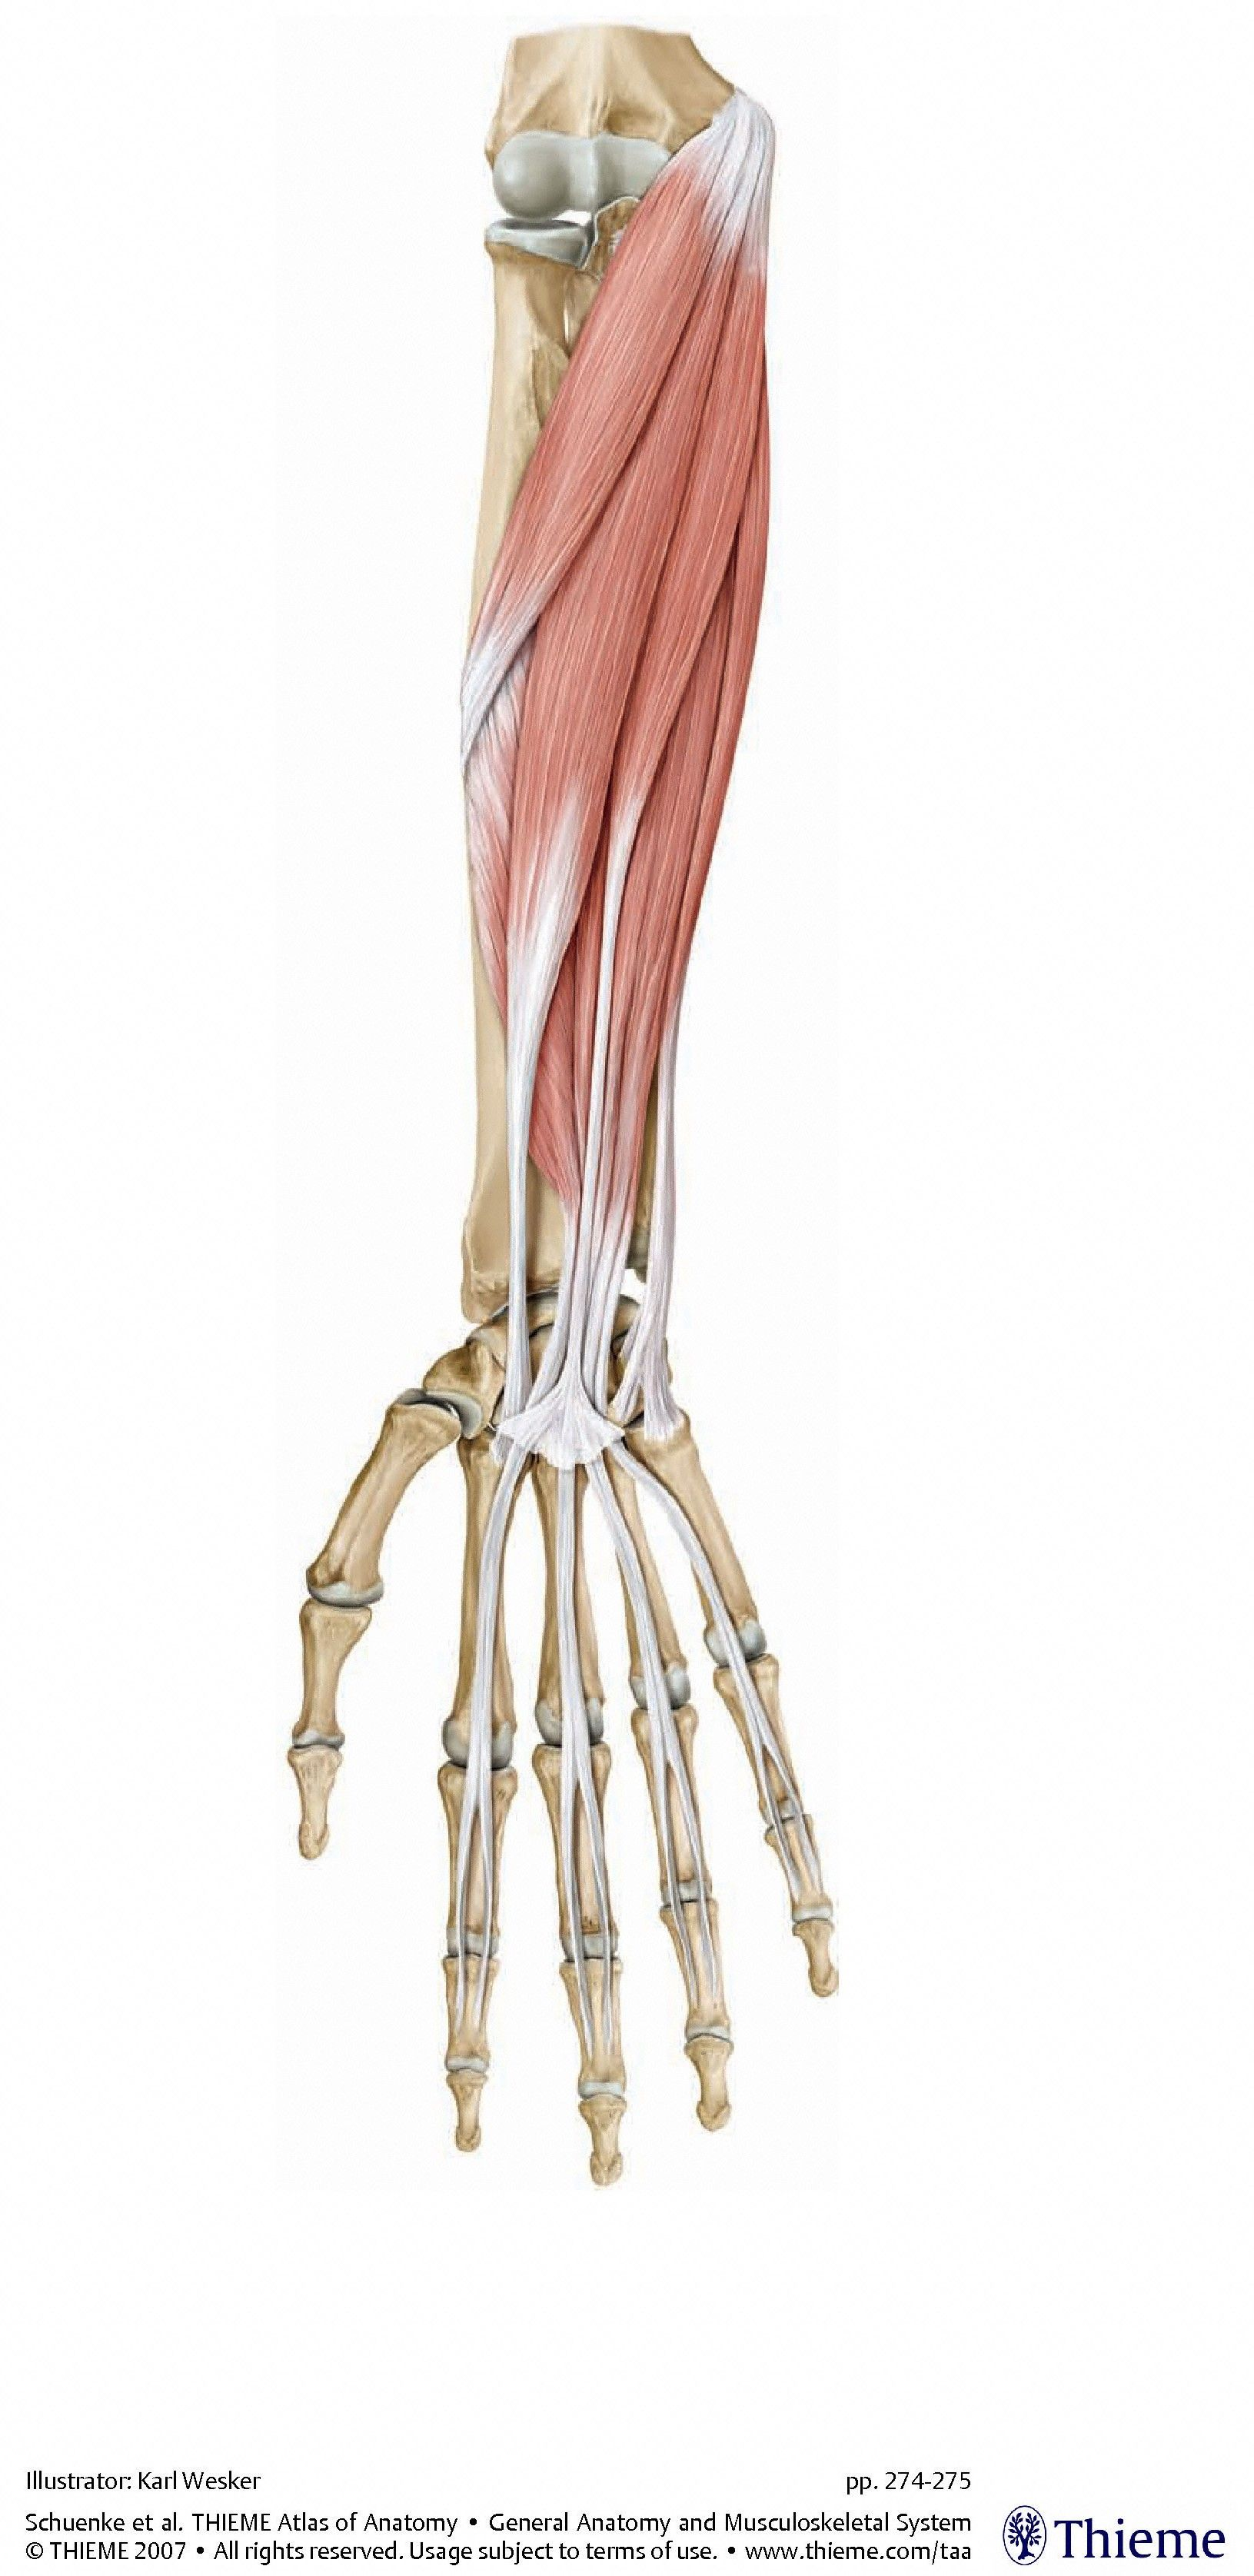 Illustrator: Karl Wesker
pp. 274-275
Schuenke et al. THIEME Atlas of Anatomy • General Anatomy and Musculoskeletal System
© THIEME 2007 • All rights reserved. Usage subject to terms of use. • www.thieme.com/taa
Thieme